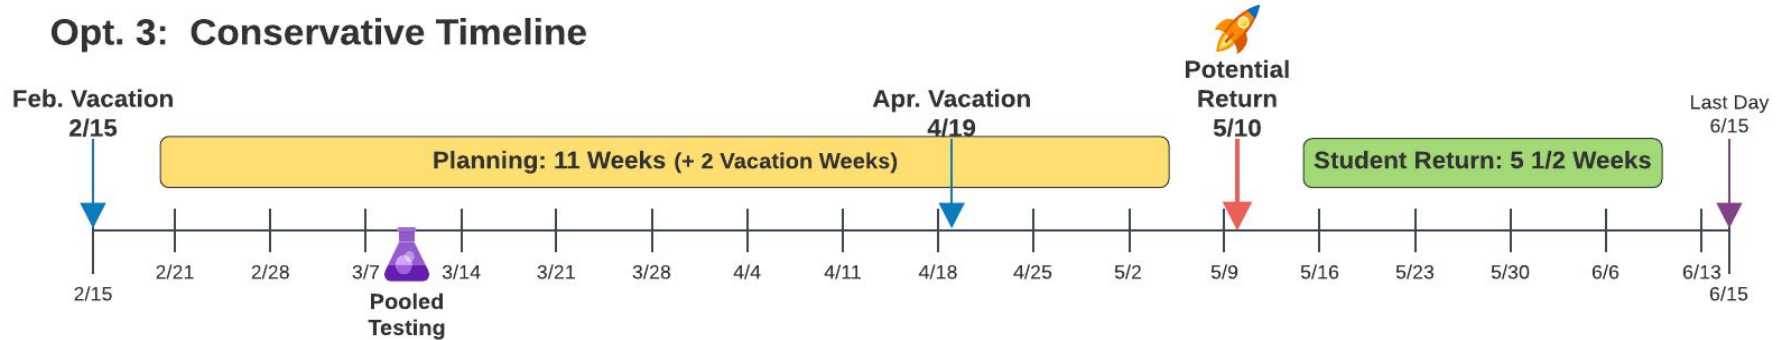 Opt. 3: Conservative Timeline
Potential
Return
5/10
Feb. Vacation
2/15
Apr. Vacation
4/19
Last Day
6/15
Planning: 11 Weeks (+ 2 Vacation Weeks)
Student Return: 5 1/2 Weeks
2/15
2/21
2/28
3/7
3/14
3/21
3/28
4/4
4/11
4/18
4/25
5/2
5/9
5/16
5/23
5/30
6/6
6/13
6/15
Pooled
Testing